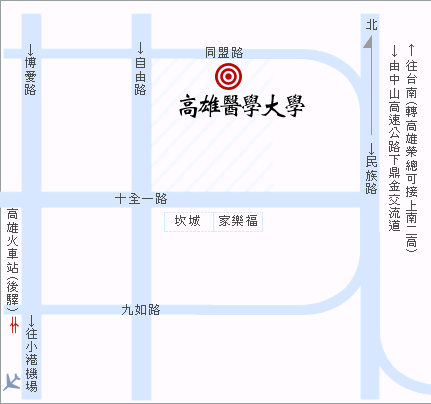 北
同盟路
↓博愛路
↓自由路
高雄醫學大學
↑往台南(轉高雄榮總可接上南二高)
↓由中山高速公路下鼎金交流道
↓民族路
十全一路
坎城
家樂福
高雄火車站(後驛)
九如路
↓往小港機場